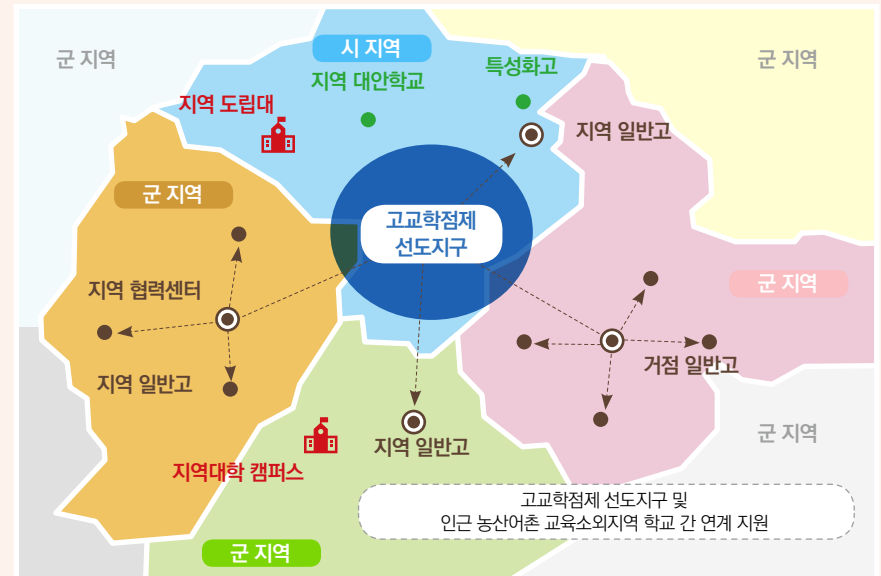 군 지역
시 지역
군 지역
지역 대안학교
특성화고
지역 도립대
지역 일반고
군 지역
고교학점제
선도지구
지역 협력센터
군 지역
거점 일반고
지역 일반고
지역 일반고
군 지역
지역대학 캠퍼스
고교학점제 선도지구 및
인근 농산어촌 교육소외지역 학교 간 연계 지원
군 지역